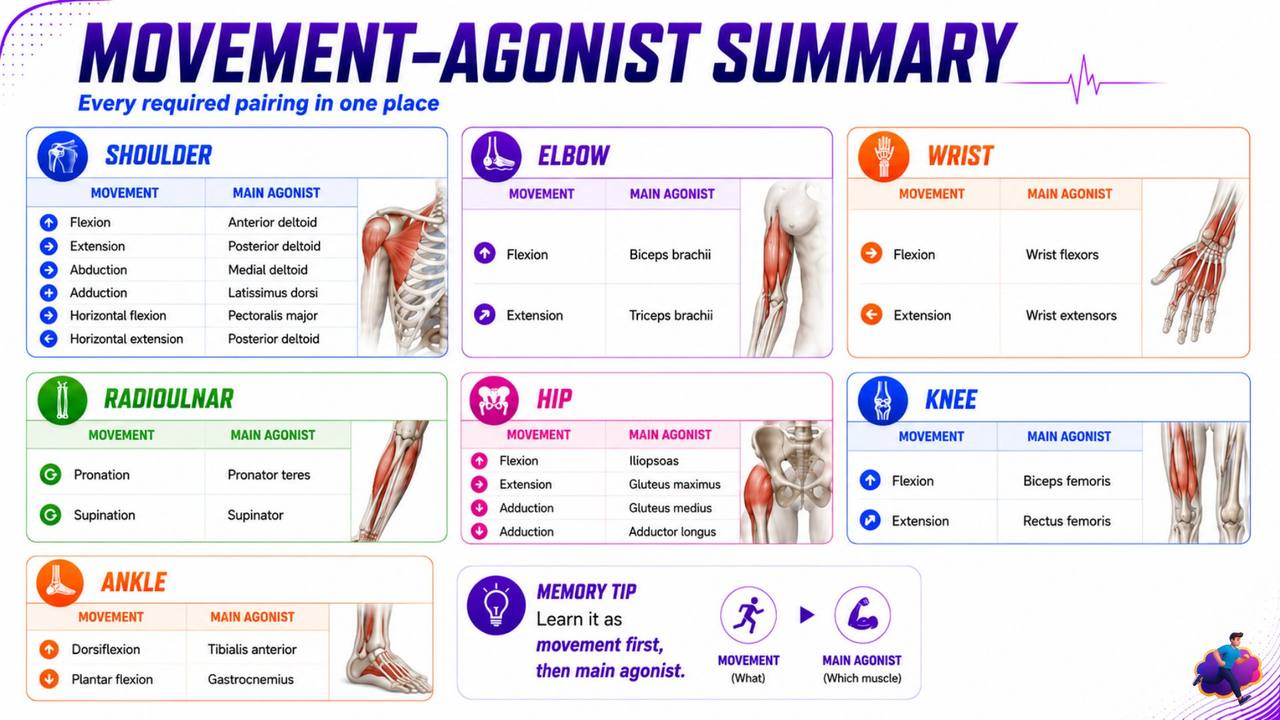 MOVEMENT–AGONIST SUMMARY
Every required pairing in one place
SHOULDER
MOVEMENT MAIN AGONIST
Flexion Anterior deltoid
Extension Posterior deltoid
Abduction Medial deltoid
Adduction Latissimus dorsi
Horizontal flexion Pectoralis major
Horizontal extension Posterior deltoid
ELBOW
MOVEMENT MAIN AGONIST
Flexion Biceps brachii
Extension Triceps brachii
WRIST
MOVEMENT MAIN AGONIST
Flexion Wrist flexors
Extension Wrist extensors
RADIOULNAR
MOVEMENT MAIN AGONIST
Pronation Pronator teres
Supination Supinator
HIP
MOVEMENT MAIN AGONIST
Flexion Iliopsoas
Extension Gluteus maximus
Adduction Gluteus medius
Adduction Adductor longus
KNEE
MOVEMENT MAIN AGONIST
Flexion Biceps femoris
Extension Rectus femoris
ANKLE
MOVEMENT MAIN AGONIST
Dorsiflexion Tibialis anterior
Plantar flexion Gastrocnemius
MEMORY TIP
Learn it as
movement first,
then main agonist.
MOVEMENT
(What)
MAIN AGONIST
(Which muscle)